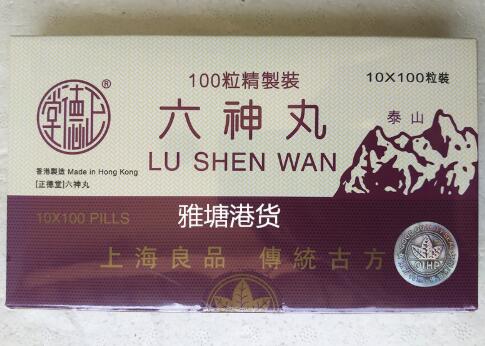 100粒精製裝
10X100粒裝
正德堂
®
六神丸
泰山
LU SHEN WAN
香港製造 Made in Hong Kong
[正德堂]六神丸
10X100 PILLS
雅塘港货
上海良品 傳統古方